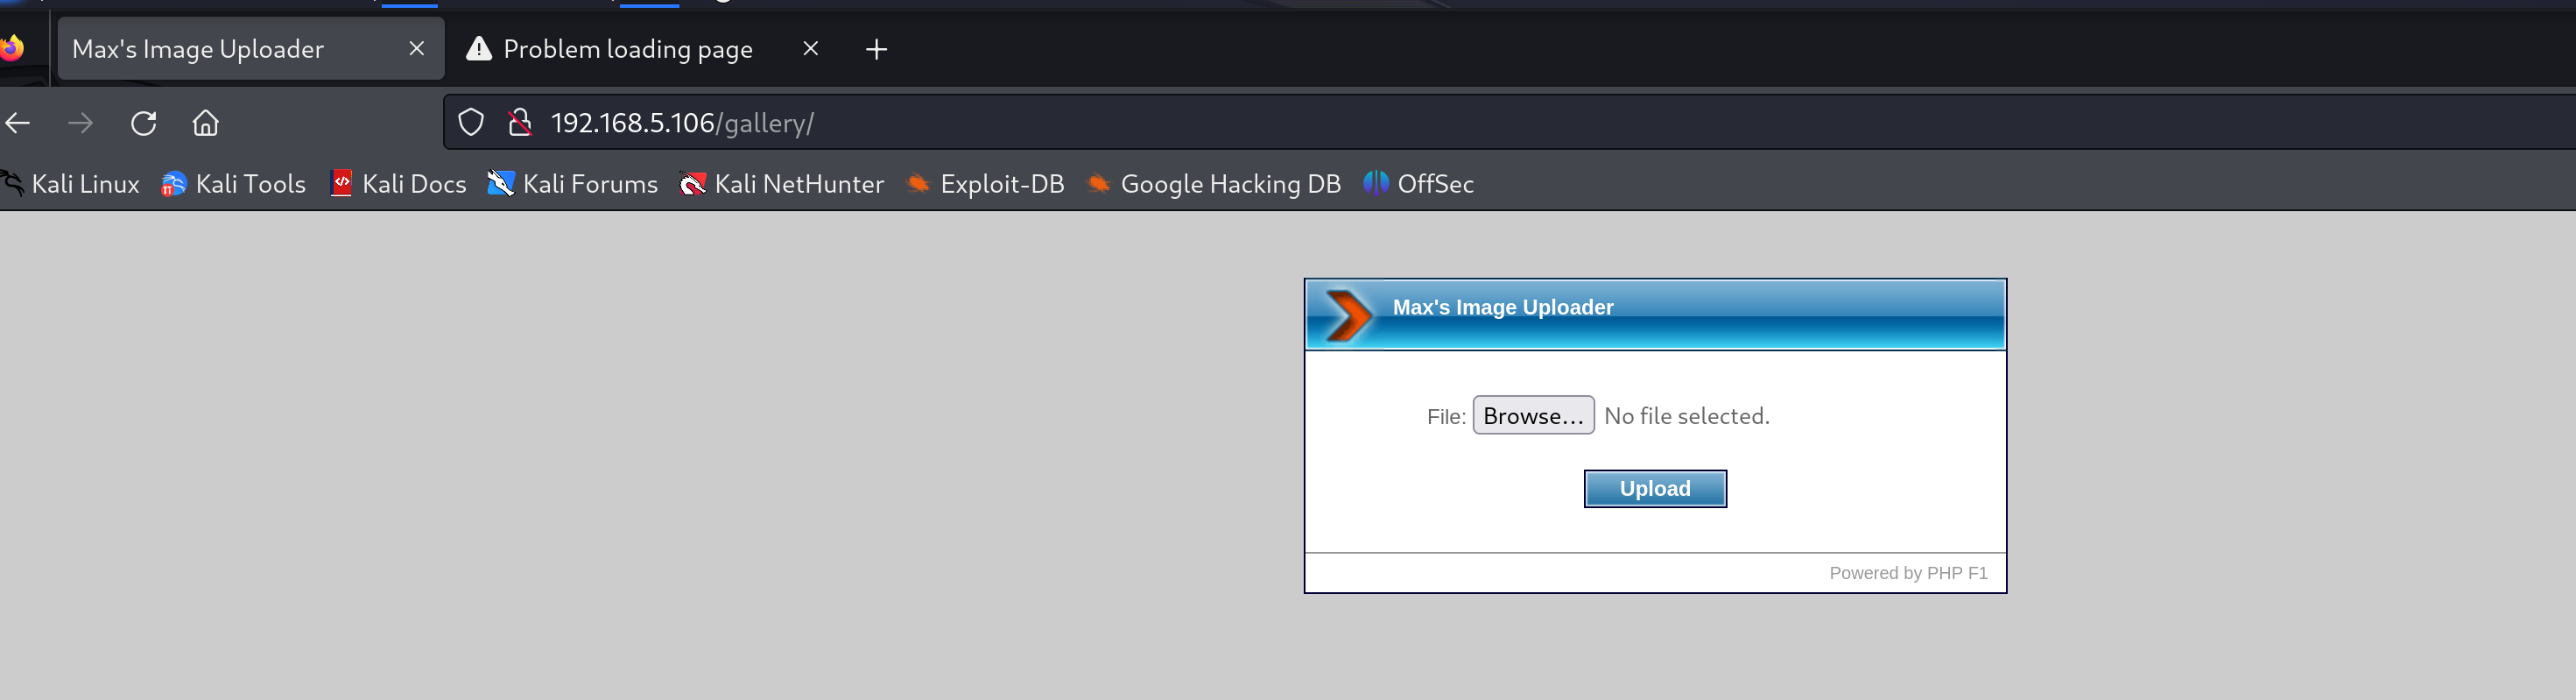 Max's Image Uploader
Problem loading page
192.168.5.106/gallery/
Kali Linux Kali Tools Kali Docs Kali Forums Kali NetHunter Exploit-DB Google Hacking DB OffSec
Max's Image Uploader
File: Browse... No file selected.
Upload
Powered by PHP F1